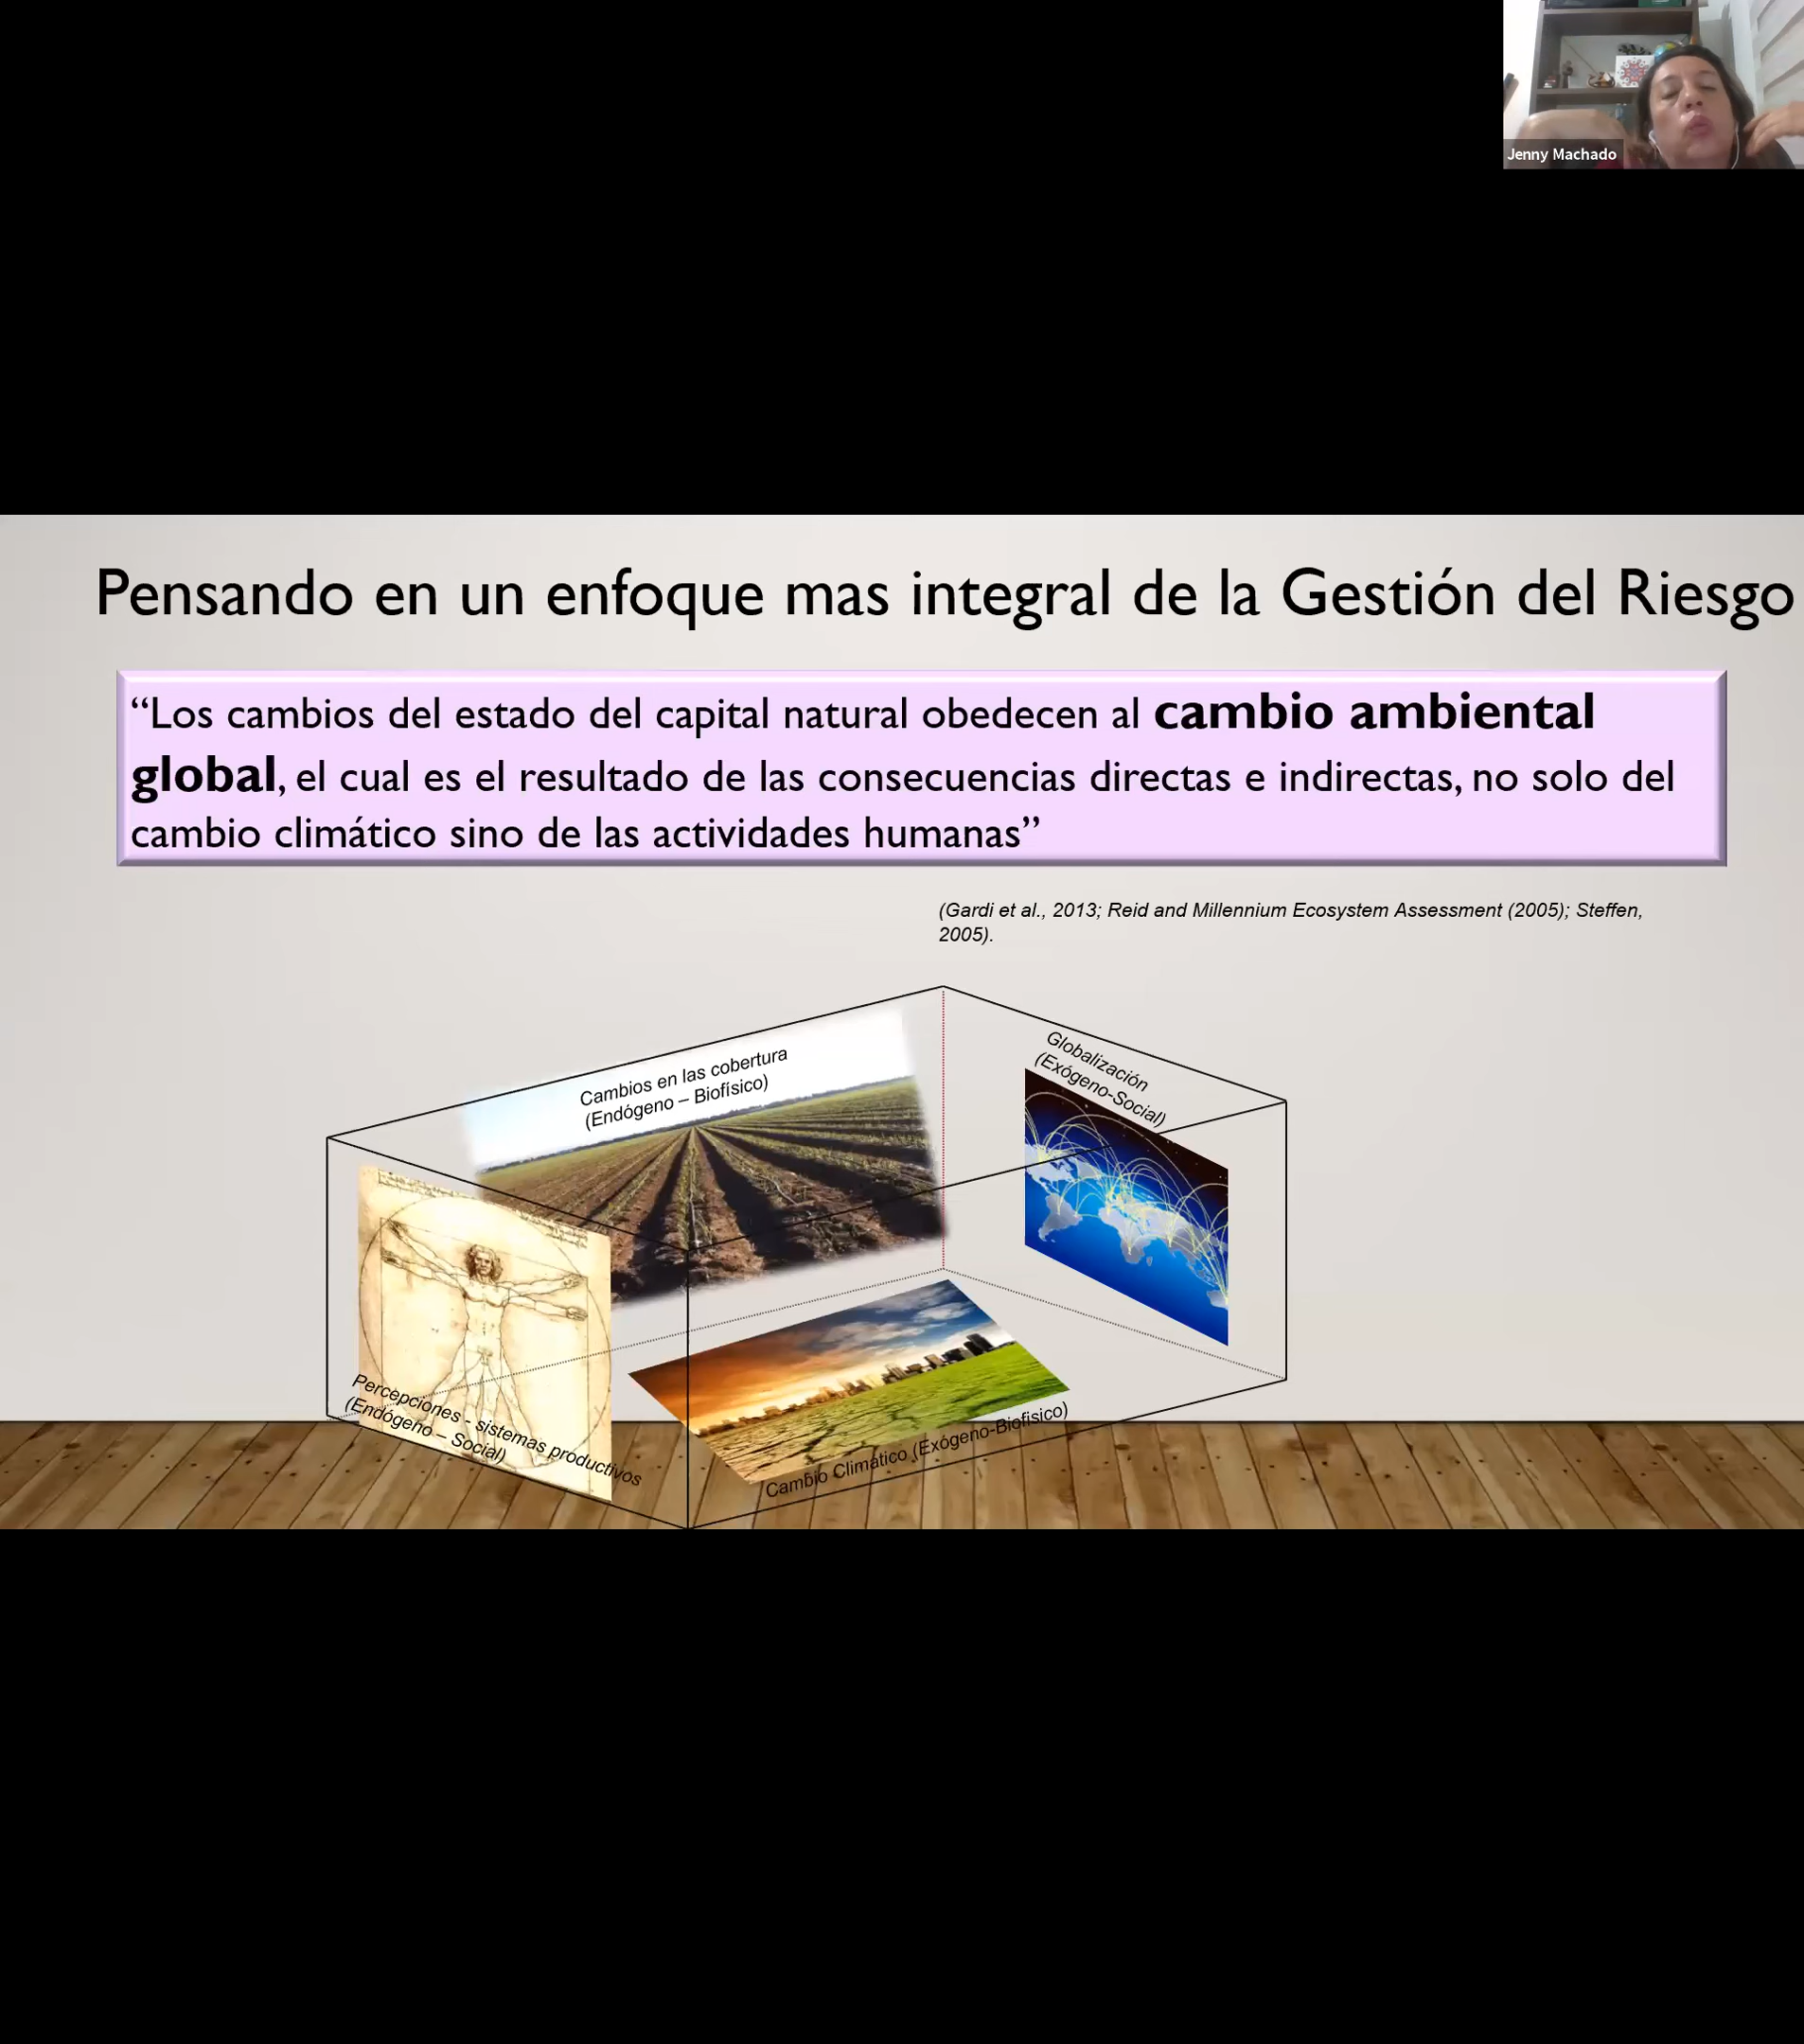 Jenny Machado
Pensando en un enfoque mas integral de la Gestión del Riesgo
“Los cambios del estado del capital natural obedecen al cambio ambiental
global, el cual es el resultado de las consecuencias directas e indirectas, no solo del
cambio climático sino de las actividades humanas”
(Gardi et al., 2013; Reid and Millennium Ecosystem Assessment (2005); Steffen,
2005).
Cambios en las cobertura
(Endógeno – Biofísico)
Globalización
(Exógeno-Social)
Percepciones - sistemas productivos
(Endógeno – Social)
Cambio Climático (Exógeno-Biofisico)